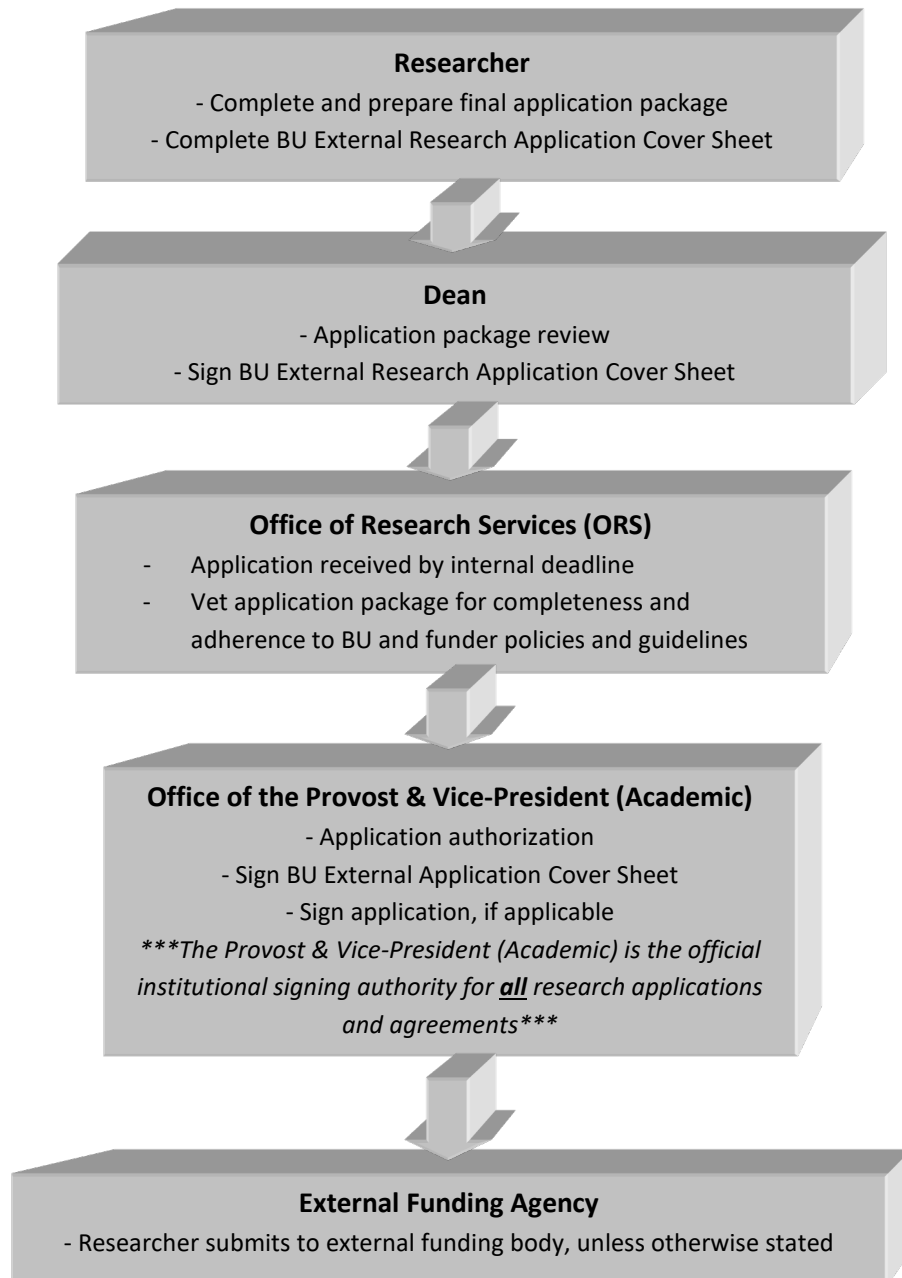 Researcher
- Complete and prepare final application package
- Complete BU External Research Application Cover Sheet
Dean
- Application package review
- Sign BU External Research Application Cover Sheet
Office of Research Services (ORS)
- Application received by internal deadline
- Vet application package for completeness and
adherence to BU and funder policies and guidelines
Office of the Provost & Vice-President (Academic)
- Application authorization
- Sign BU External Application Cover Sheet
- Sign application, if applicable
***The Provost & Vice-President (Academic) is the official
institutional signing authority for all research applications
and agreements***
External Funding Agency
- Researcher submits to external funding body, unless otherwise stated